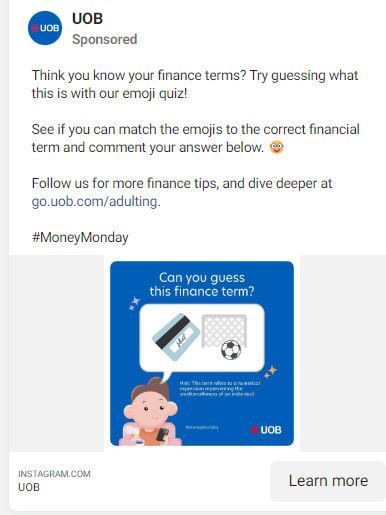 UOB
UOB
Sponsored
Think you know your finance terms? Try guessing what
this is with our emoji quiz!
See if you can match the emojis to the correct financial
term and comment your answer below. 🤓
Follow us for more finance tips, and dive deeper at
go.uob.com/adulting.
#MoneyMonday
Can you guess
this finance term?
Hint: This term refers to a numerical
expression representing the
creditworthiness of an individual.
#MoneyMonday
UOB
INSTAGRAM.COM
UOB
Learn more